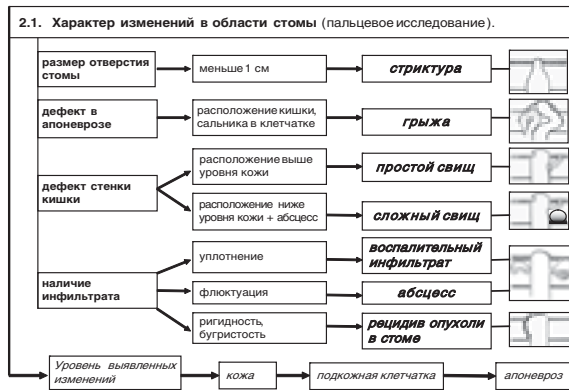 2.1. Характер изменений в области стомы (пальцевое исследование).
размер отверстия
стомы
меньше 1 см
стриктура
дефект в
апоневрозе
расположение кишки,
сальника в клетчатке
грыжа
дефект стенки
кишки
расположение выше
уровня кожи
простой свищ
расположение ниже
уровня кожи + абсцесс
сложный свищ
наличие
инфильтрата
уплотнение
воспалительный
инфильтрат
флюктуация
абсцесс
ригидность,
бугристость
рецидив опухоли
в стоме
Уровень выявленных
изменений
кожа
подкожная клетчатка
апоневроз